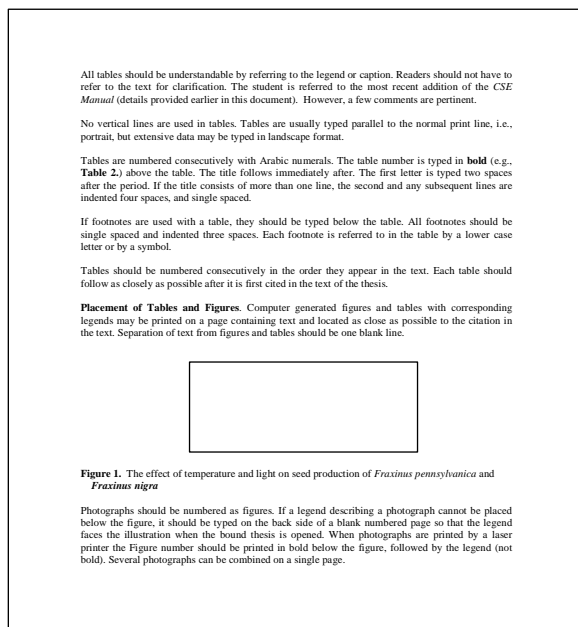 All tables should be understandable by referring to the legend or caption. Readers should not have to
refer to the text for clarification. The student is referred to the most recent addition of the CSE
Manual (details provided earlier in this document).  However, a few comments are pertinent.
No vertical lines are used in tables. Tables are usually typed parallel to the normal print line, i.e.,
portrait, but extensive data may be typed in landscape format.
Tables are numbered consecutively with Arabic numerals. The table number is typed in bold (e.g.,
Table 2.) above the table. The title follows immediately after. The first letter is typed two spaces
after the period. If the title consists of more than one line, the second and any subsequent lines are
indented four spaces, and single spaced.
If footnotes are used with a table, they should be typed below the table. All footnotes should be
single spaced and indented three spaces. Each footnote is referred to in the table by a lower case
letter or by a symbol.
Tables should be numbered consecutively in the order they appear in the text. Each table should
follow as closely as possible after it is first cited in the text of the thesis.
Placement of Tables and Figures. Computer generated figures and tables with corresponding
legends may be printed on a page containing text and located as close as possible to the citation in
the text. Separation of text from figures and tables should be one blank line.
Figure 1.  The effect of temperature and light on seed production of Fraxinus pennsylvanica and
Fraxinus nigra
Photographs should be numbered as figures. If a legend describing a photograph cannot be placed
below the figure, it should be typed on the back side of a blank numbered page so that the legend
faces the illustration when the bound thesis is opened. When photographs are printed by a laser
printer the Figure number should be printed in bold below the figure, followed by the legend (not
bold). Several photographs can be combined on a single page.